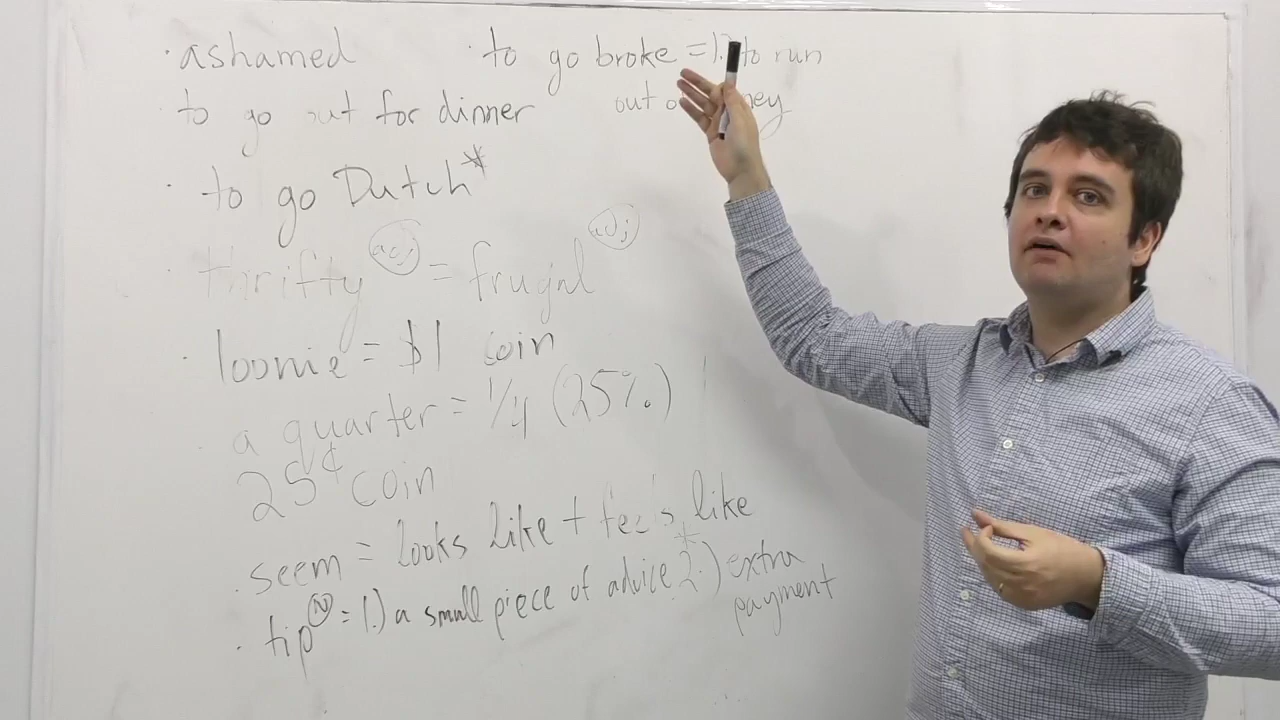 · ashamed
to go out for dinner
· to go Dutch*
· thrifty adj = frugal adj
· loonie = $1 coin
· a quarter = 1/4 (25%)
25¢ coin
· seem = looks like + feels like
· tip N = 1.) a small piece of advice* 2.) extra
payment
· to go broke = 1.) to run
out